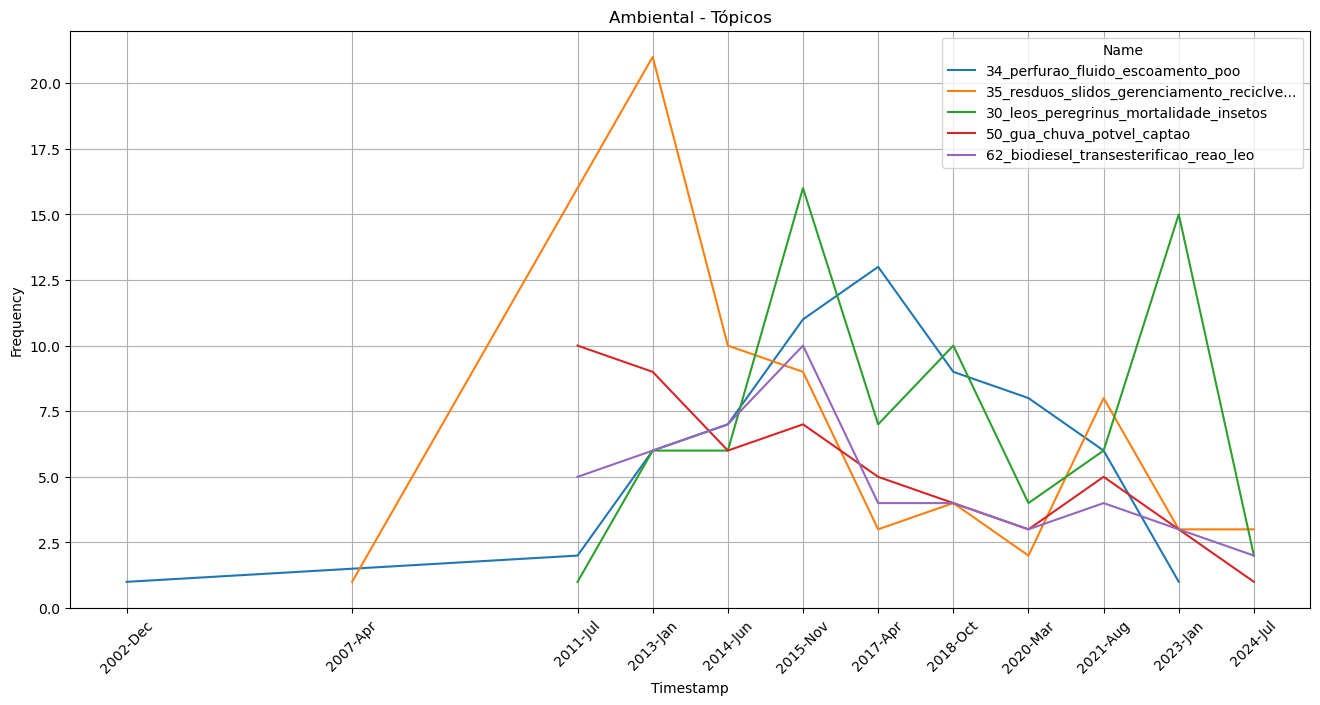 Ambiental - Tópicos
Name
34_perfurao_fluido_escoamento_poo
35_resduos_slidos_gerenciamento_reciclve...
30_leos_peregrinus_mortalidade_insetos
50_gua_chuva_potvel_captao
62_biodiesel_transesterificao_reao_leo
Frequency
20.0
17.5
15.0
12.5
10.0
7.5
5.0
2.5
0.0
2002-Dec
2007-Apr
2011-Jul
2013-Jan
2014-Jun
2015-Nov
2017-Apr
2018-Oct
2020-Mar
2021-Aug
2023-Jan
2024-Jul
Timestamp